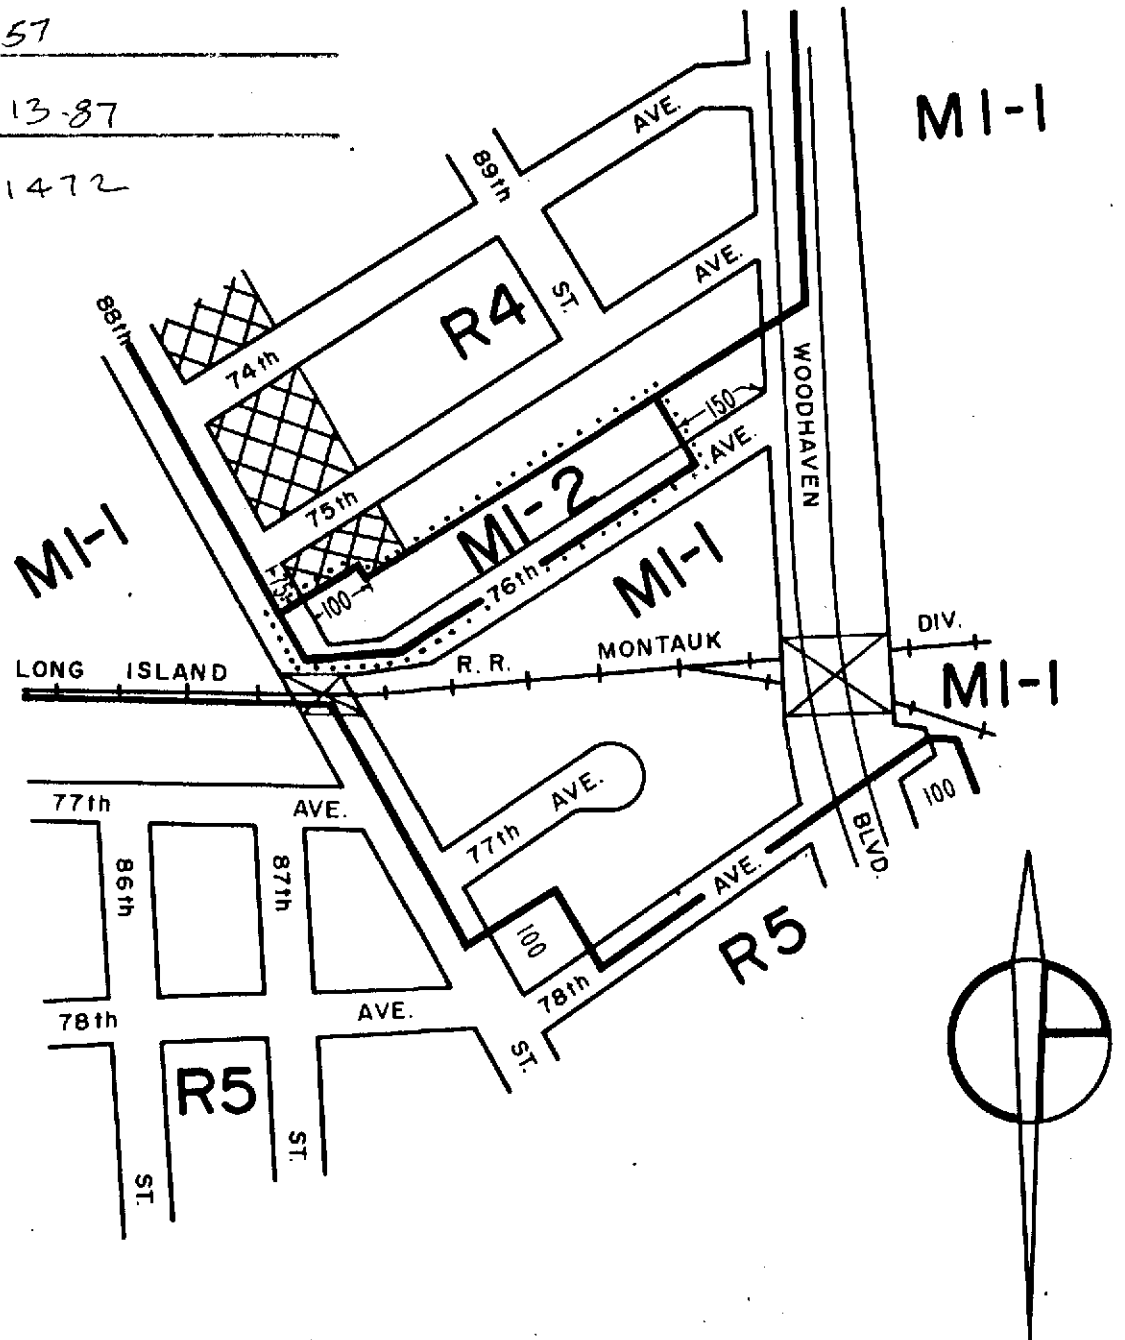 57
13-87
1472
M1-1
AVE.
89th
AVE.
ST.
88th
R4
74th
WOODHAVEN
150
AVE.
75th
M1-2
M1-1
75
100
76th
M1-1
DIV.
MONTAUK
LONG ISLAND R. R.
M1-1
77th AVE.
100
77th AVE.
BLVD.
86th
87th
AVE.
100
R5
78th
78th AVE.
ST.
R5
ST.
ST.